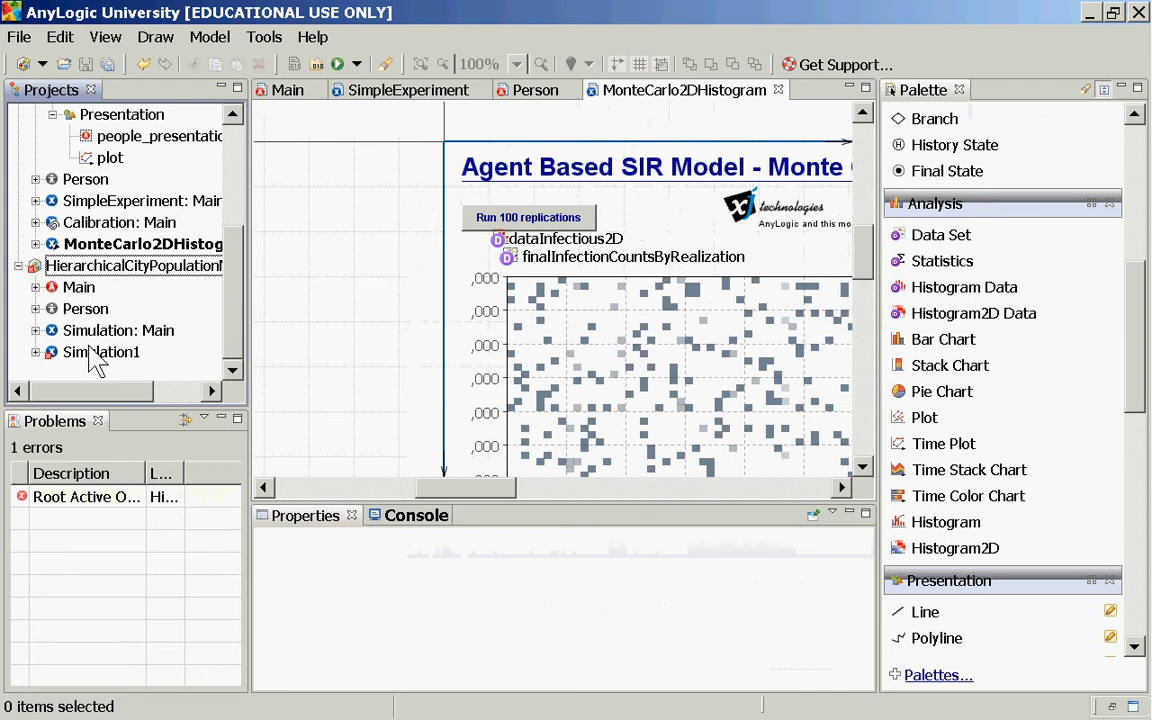 AnyLogic University [EDUCATIONAL USE ONLY]
File Edit View Draw Model Tools Help
100% Get Support...
Projects
Main SimpleExperiment Person MonteCarlo2DHistogram
Palette
Presentation
people_presentatio
plot
Person
SimpleExperiment: Main
Calibration: Main
MonteCarlo2DHistog
HierarchicalCityPopulation
Main
Person
Simulation: Main
Simulation1
Agent Based SIR Model - Monte
xj technologies
AnyLogic and this mo
Run 100 replications
dataInfectious2D
finalInfectionCountsByRealization
,000
,000
,000
,000
,000
Problems
1 errors
Description L...
Root Active O... Hi...
Properties Console
Branch
History State
Final State
Analysis
Data Set
Statistics
Histogram Data
Histogram2D Data
Bar Chart
Stack Chart
Pie Chart
Plot
Time Plot
Time Stack Chart
Time Color Chart
Histogram
Histogram2D
Presentation
Line
Polyline
Palettes...
0 items selected